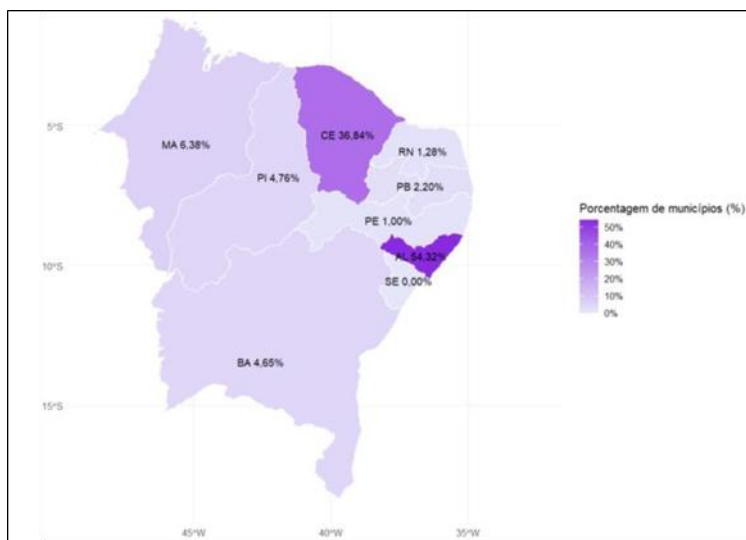 5°S
10°S
15°S
45°W
40°W
35°W
MA 6,38%
PI 4,76%
CE 36,84%
RN 1,28%
PB 2,20%
PE 1,00%
AL 54,32%
SE 0,00%
BA 4,65%
Porcentagem de municípios (%)
50%
40%
30%
20%
10%
0%